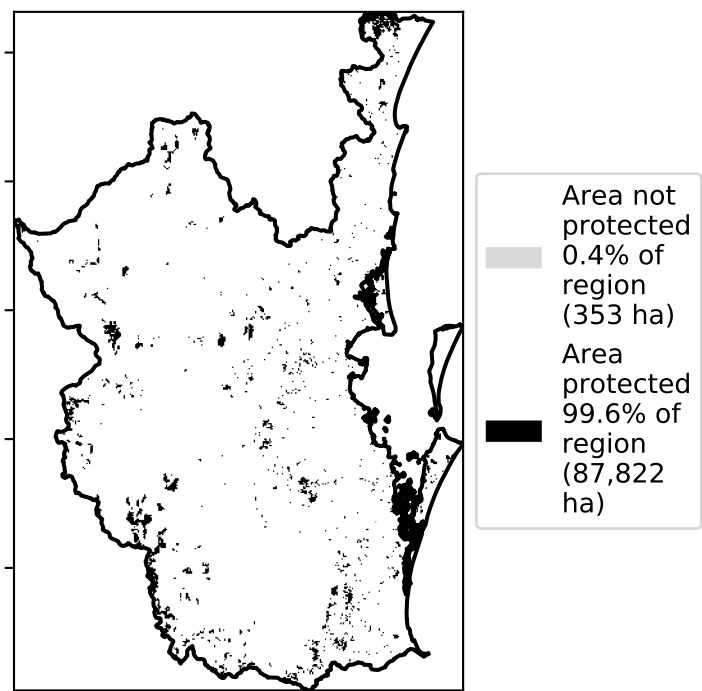 Area not
protected
0.4% of
region
(353 ha)
Area
protected
99.6% of
region
(87,822
ha)